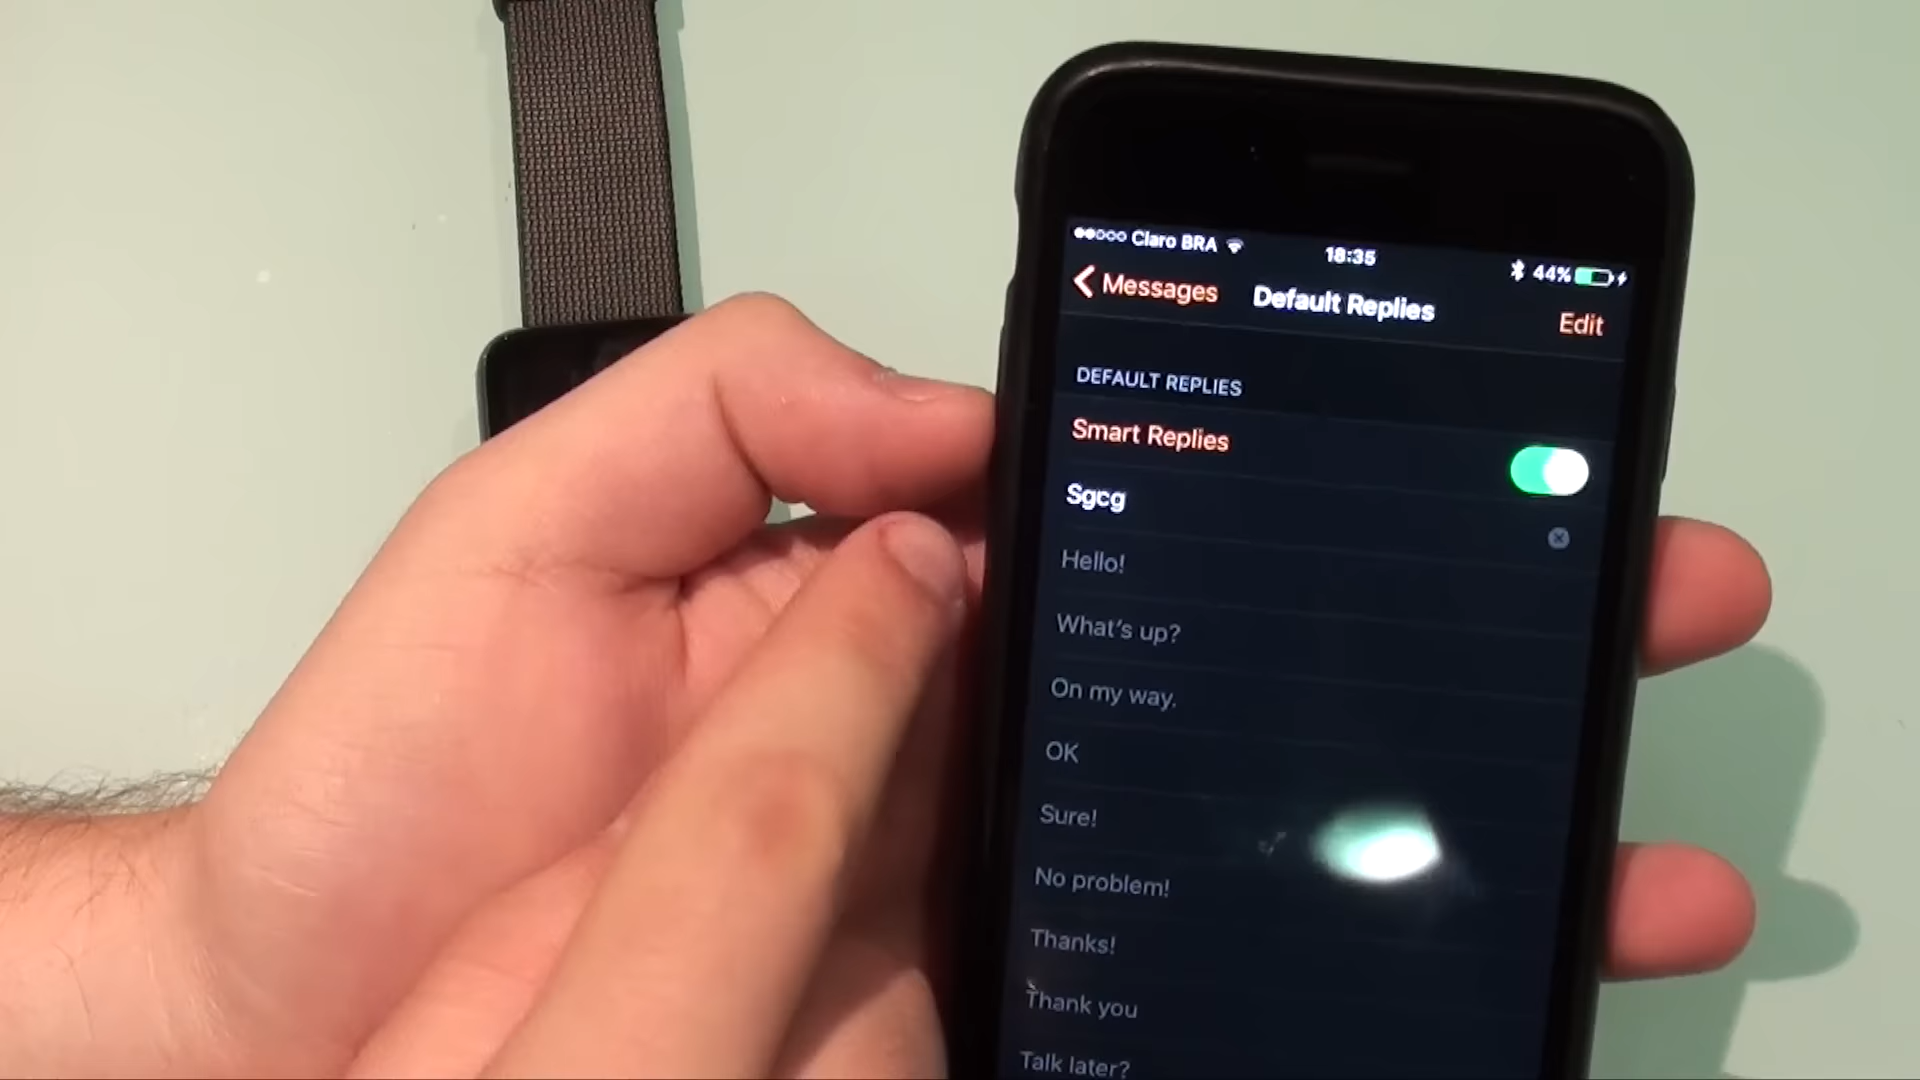 Claro BRA 18:35 44%
Messages Default Replies Edit
DEFAULT REPLIES
Smart Replies
Sgcg
Hello!
What's up?
On my way.
OK
Sure!
No problem!
Thanks!
Thank you
Talk later?